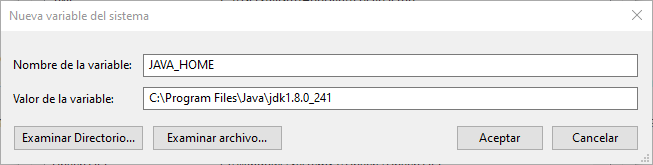 Nueva variable del sistema
Nombre de la variable: JAVA_HOME
Valor de la variable: C:\Program Files\Java\jdk1.8.0_241
Examinar Directorio... Examinar archivo... Aceptar Cancelar